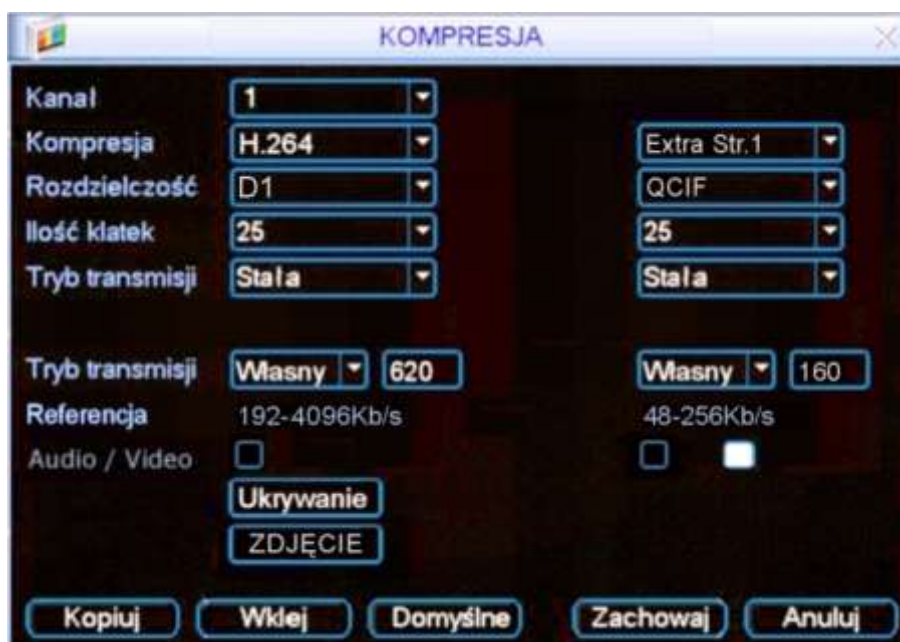 KOMPRESJA
Kanał 1
Kompresja H.264 Extra Str.1
Rozdzielczość D1 QCIF
Ilość klatek 25 25
Tryb transmisji Stała Stała
Tryb transmisji Własny 620 Własny 160
Referencja 192-4096Kb/s 48-256Kb/s
Audio / Video
Ukrywanie
ZDJĘCIE
Kopiuj Wklej Domyślne Zachowaj Anuluj